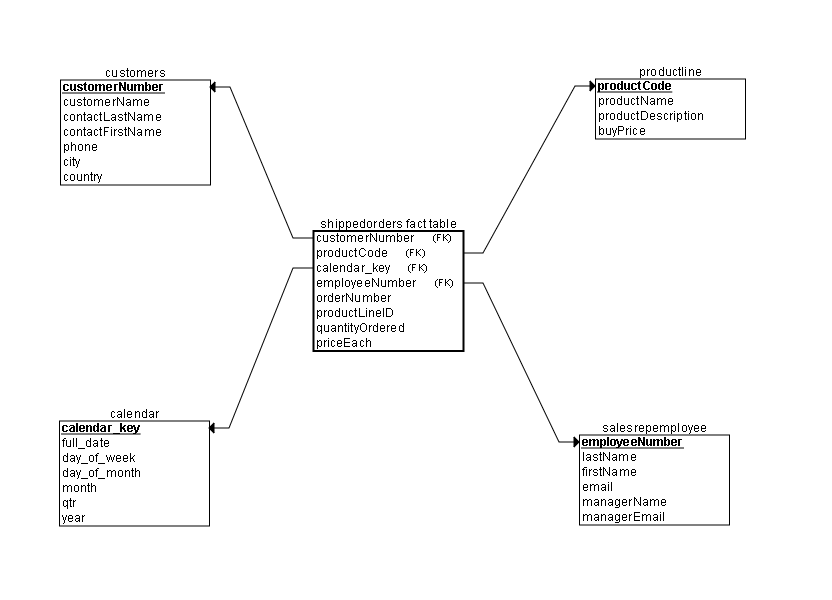 customers
customerNumber
customerName
contactLastName
contactFirstName
phone
city
country
productline
productCode
productName
productDescription
buyPrice
shippedorders fact table
customerNumber (FK)
productCode (FK)
calendar_key (FK)
employeeNumber (FK)
orderNumber
productLineID
quantityOrdered
priceEach
calendar
calendar_key
full_date
day_of_week
day_of_month
month
qtr
year
salesrepemployee
employeeNumber
lastName
firstName
email
managerName
managerEmail